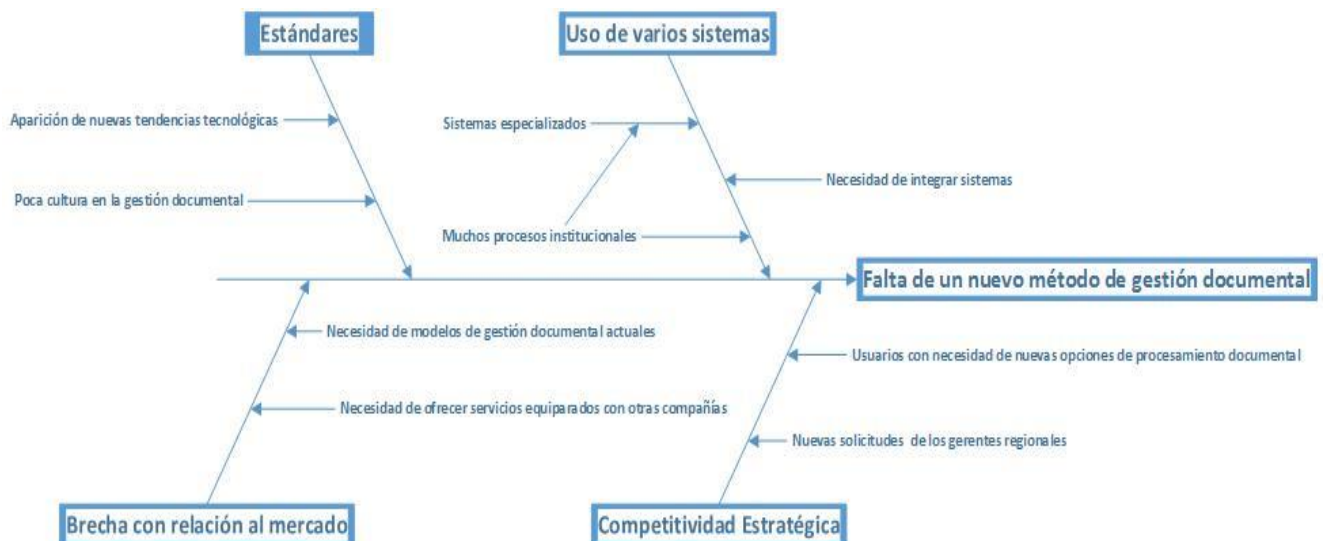 Estándares
Uso de varios sistemas
Aparición de nuevas tendencias tecnológicas
Sistemas especializados
Necesidad de integrar sistemas
Poca cultura en la gestión documental
Muchos procesos institucionales
Falta de un nuevo método de gestión documental
Necesidad de modelos de gestión documental actuales
Usuarios con necesidad de nuevas opciones de procesamiento documental
Necesidad de ofrecer servicios equiparados con otras compañías
Nuevas solicitudes de los gerentes regionales
Brecha con relación al mercado
Competitividad Estratégica